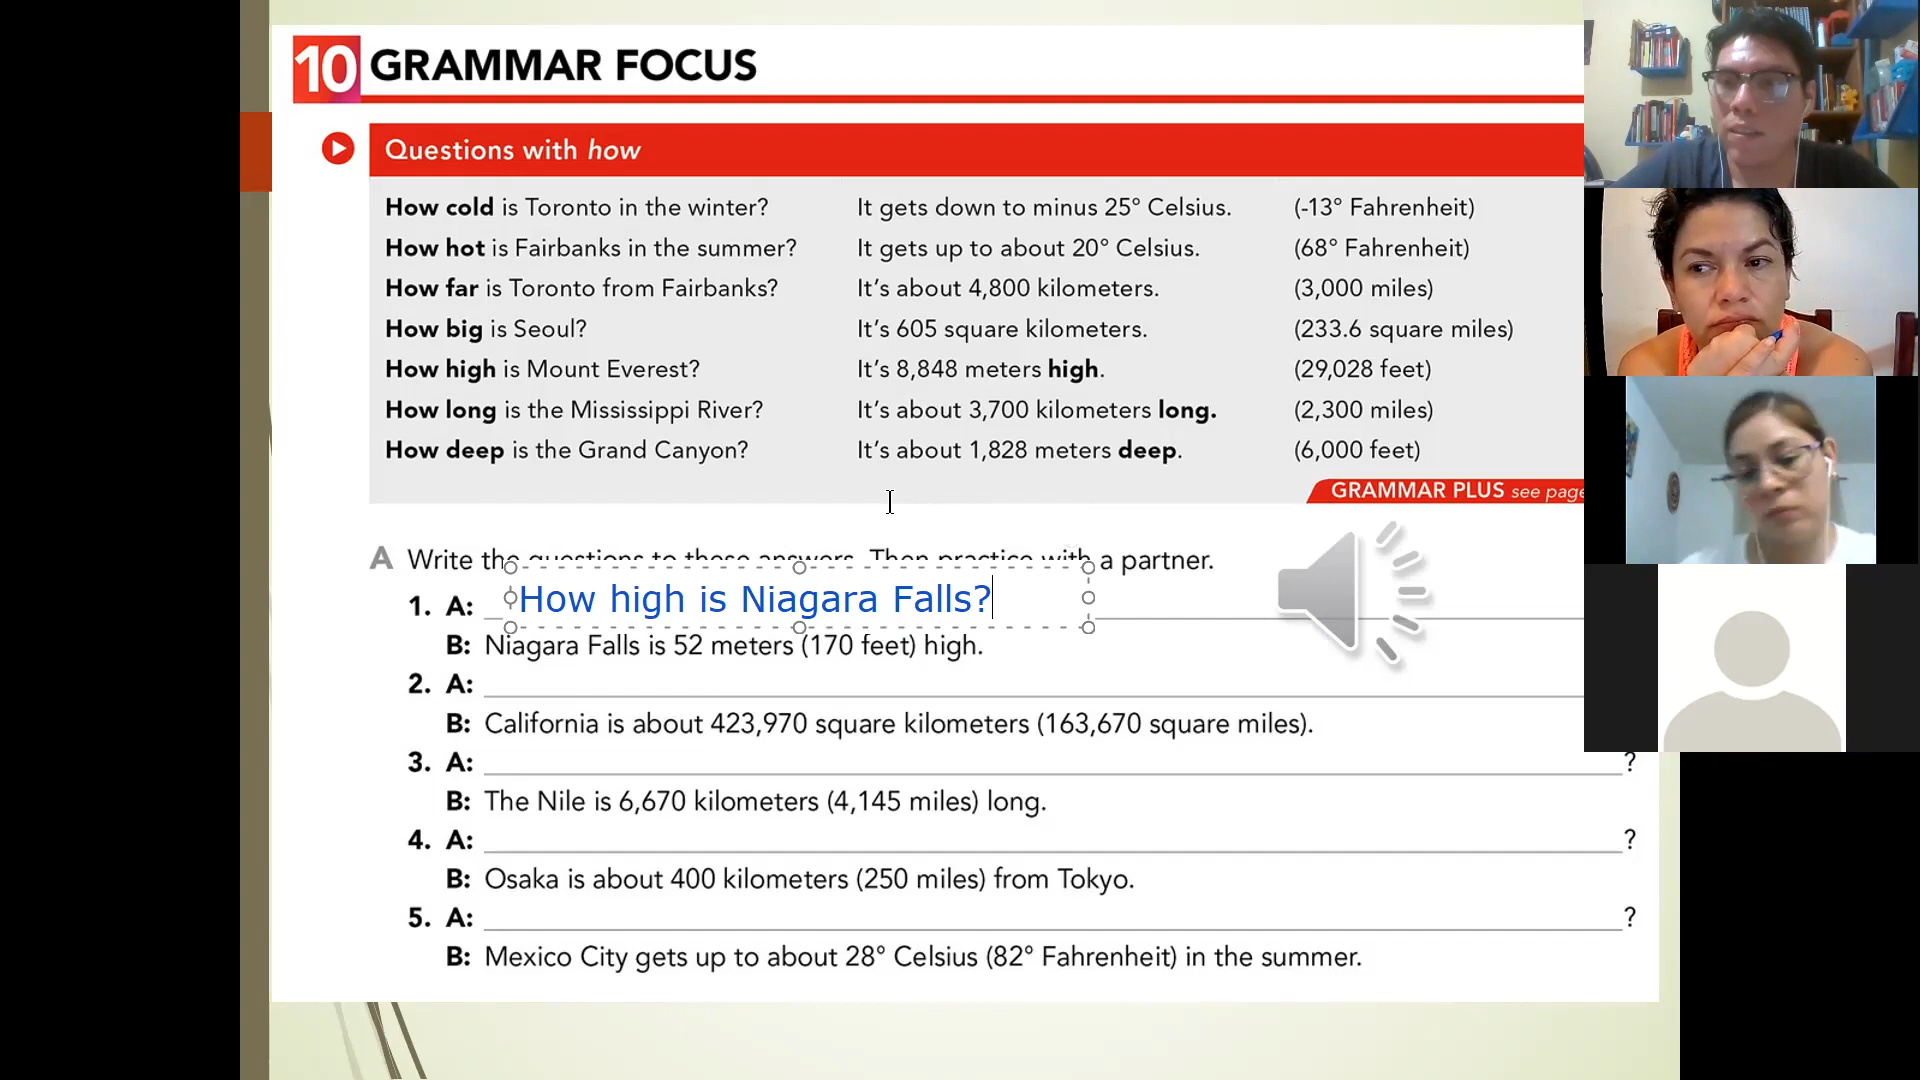 10 GRAMMAR FOCUS
Questions with how
How cold is Toronto in the winter? It gets down to minus 25° Celsius. (-13° Fahrenheit)
How hot is Fairbanks in the summer? It gets up to about 20° Celsius. (68° Fahrenheit)
How far is Toronto from Fairbanks? It's about 4,800 kilometers. (3,000 miles)
How big is Seoul? It's 605 square kilometers. (233.6 square miles)
How high is Mount Everest? It's 8,848 meters high. (29,028 feet)
How long is the Mississippi River? It's about 3,700 kilometers long. (2,300 miles)
How deep is the Grand Canyon? It's about 1,828 meters deep. (6,000 feet)
GRAMMAR PLUS see page
A Write the questions to these answers. Then practice with a partner.
1. A: How high is Niagara Falls?
B: Niagara Falls is 52 meters (170 feet) high.
2. A:
B: California is about 423,970 square kilometers (163,670 square miles).
3. A: ?
B: The Nile is 6,670 kilometers (4,145 miles) long.
4. A: ?
B: Osaka is about 400 kilometers (250 miles) from Tokyo.
5. A: ?
B: Mexico City gets up to about 28° Celsius (82° Fahrenheit) in the summer.